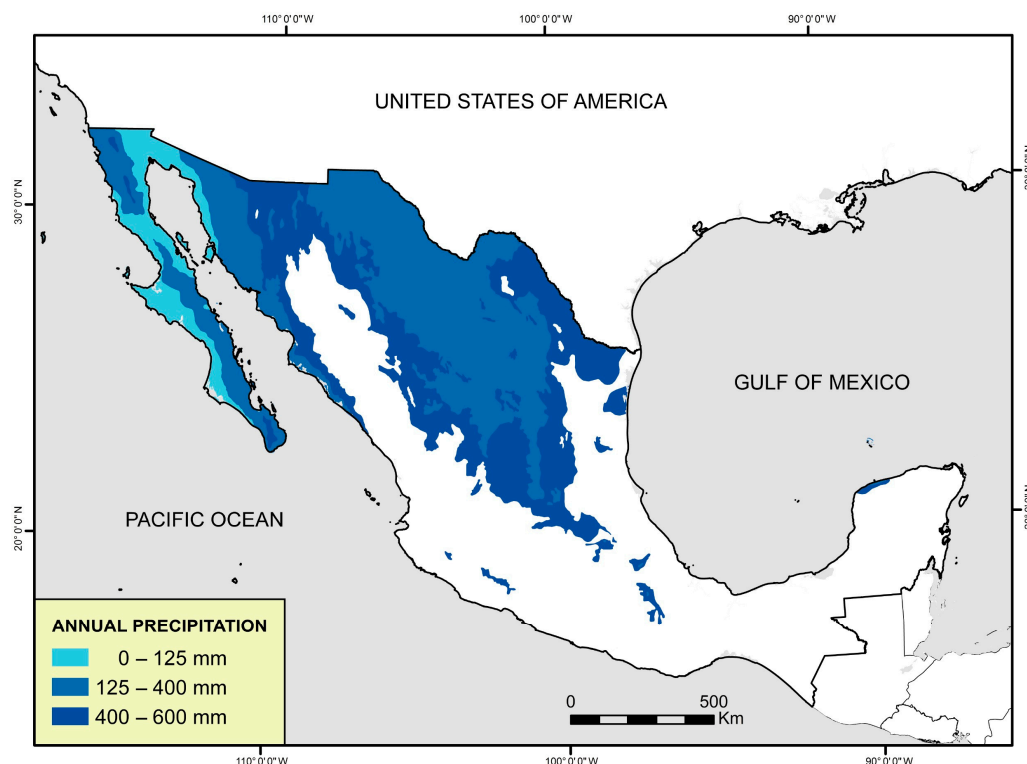 110°0'0"W 100°0'0"W 90°0'0"W
UNITED STATES OF AMERICA
30°0'0"N
GULF OF MEXICO
PACIFIC OCEAN
20°0'0"N
ANNUAL PRECIPITATION
0 – 125 mm
125 – 400 mm
400 – 600 mm
0 500
Km
110°0'0"W 100°0'0"W 90°0'0"W